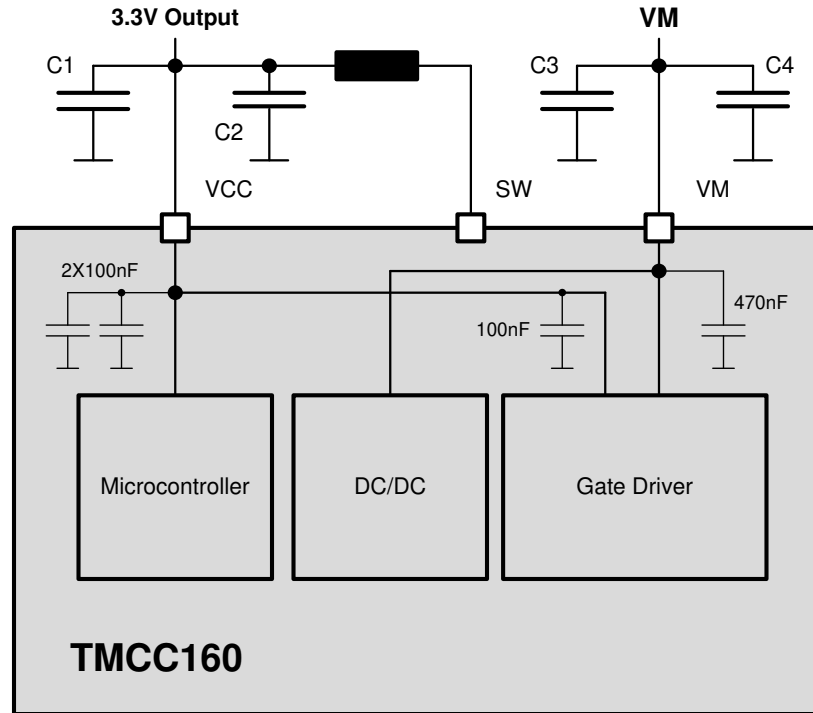 3.3V Output
VM
C1
C2
C3
C4
VCC
SW
VM
2X100nF
100nF
470nF
Microcontroller
DC/DC
Gate Driver
TMCC160